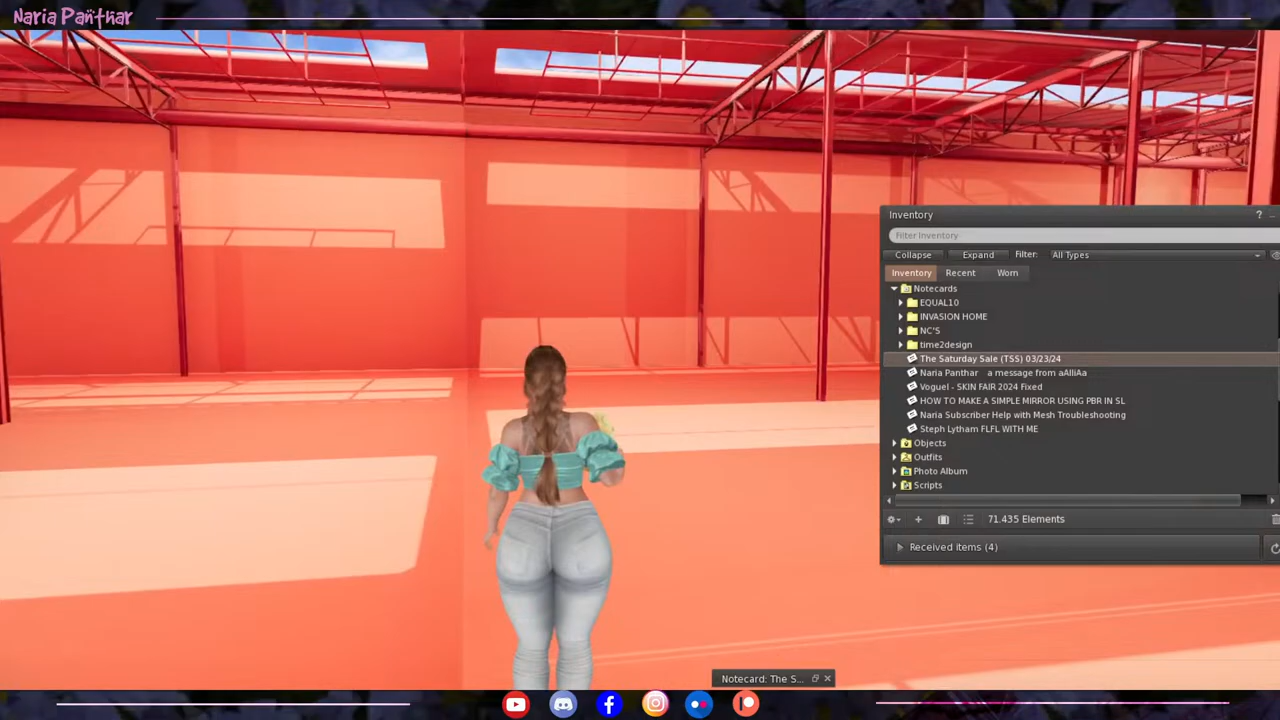 Naria Panthar
Inventory ?
Filter Inventory
Collapse Expand Filter: All Types
Inventory Recent Worn
Notecards
EQUAL10
INVASION HOME
NC'S
time2design
The Saturday Sale (TSS) 03/23/24
Naria Panthar a message from aAlliAa
Voguel - SKIN FAIR 2024 Fixed
HOW TO MAKE A SIMPLE MIRROR USING PBR IN SL
Naria Subscriber Help with Mesh Troubleshooting
Steph Lytham FLFL WITH ME
Objects
Outfits
Photo Album
Scripts
71.435 Elements
Received items (4)
Notecard: The S...